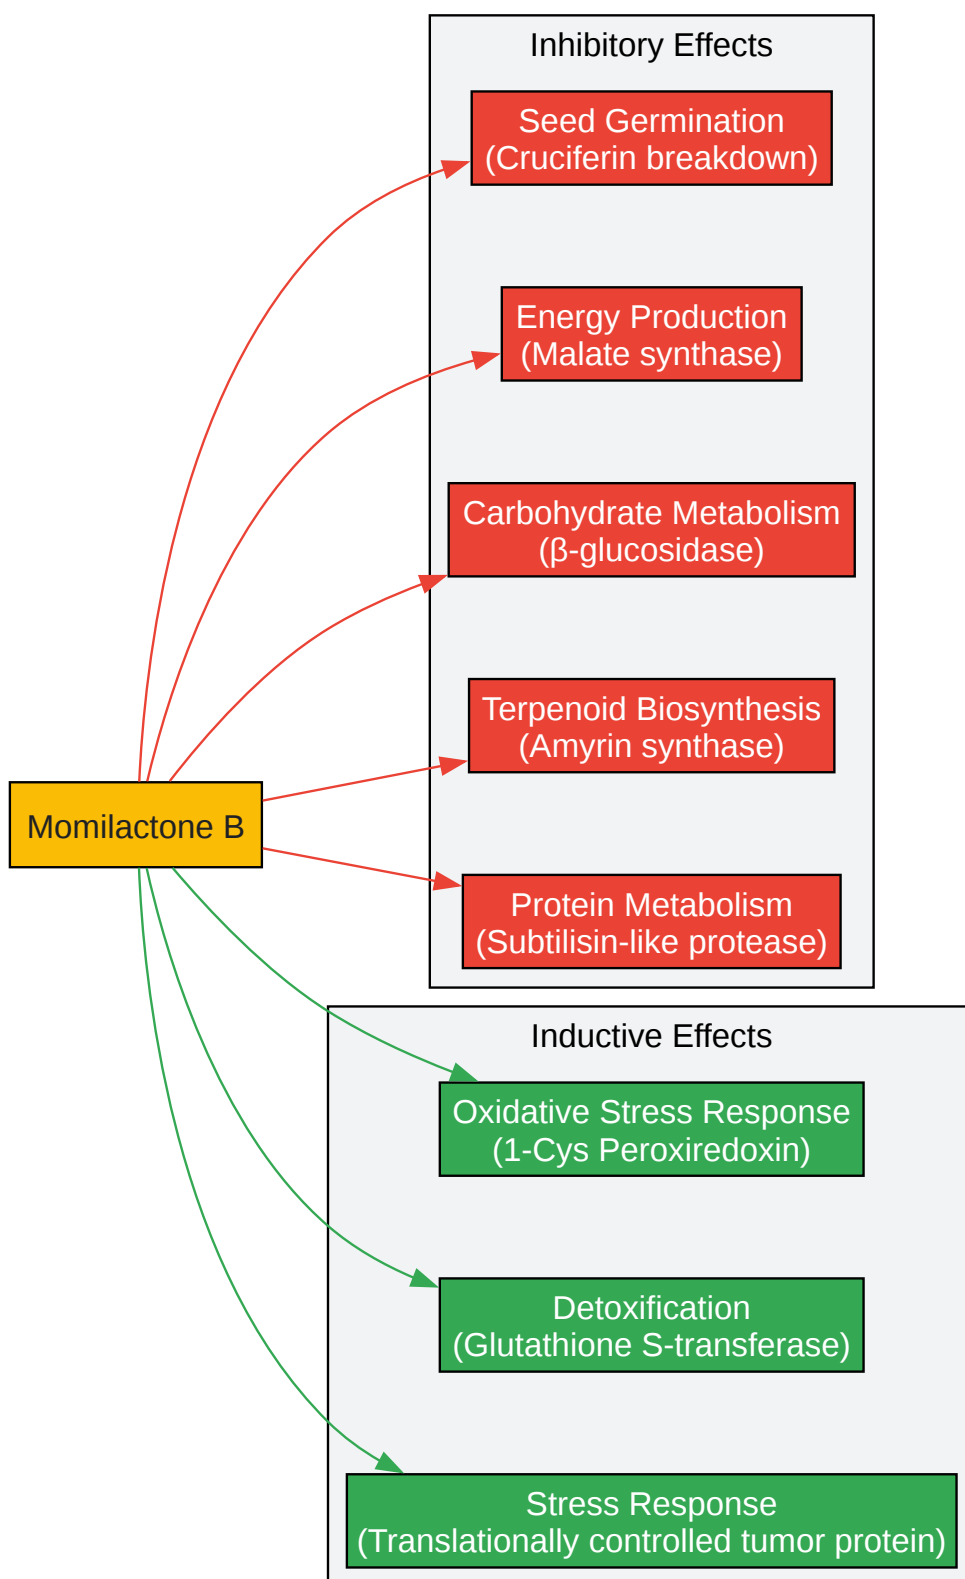 Inhibitory Effects
Seed Germination
(Cruciferin breakdown)
Energy Production
(Malate synthase)
Carbohydrate Metabolism
(β-glucosidase)
Terpenoid Biosynthesis
(Amyrin synthase)
Momilactone B
Protein Metabolism
(Subtilisin-like protease)
Inductive Effects
Oxidative Stress Response
(1-Cys Peroxiredoxin)
Detoxification
(Glutathione S-transferase)
Stress Response
(Translationally controlled tumor protein)